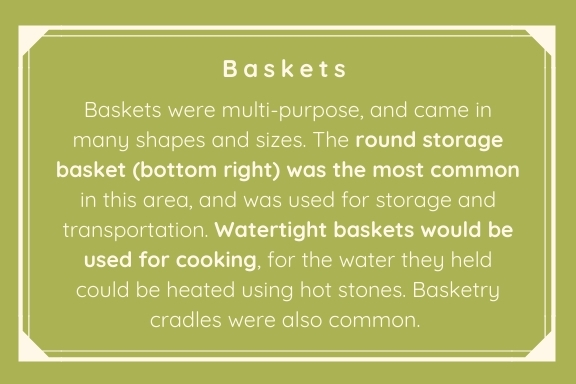 Baskets
Baskets were multi-purpose, and came in
many shapes and sizes. The round storage
basket (bottom right) was the most common
in this area, and was used for storage and
transportation. Watertight baskets would be
used for cooking, for the water they held
could be heated using hot stones. Basketry
cradles were also common.